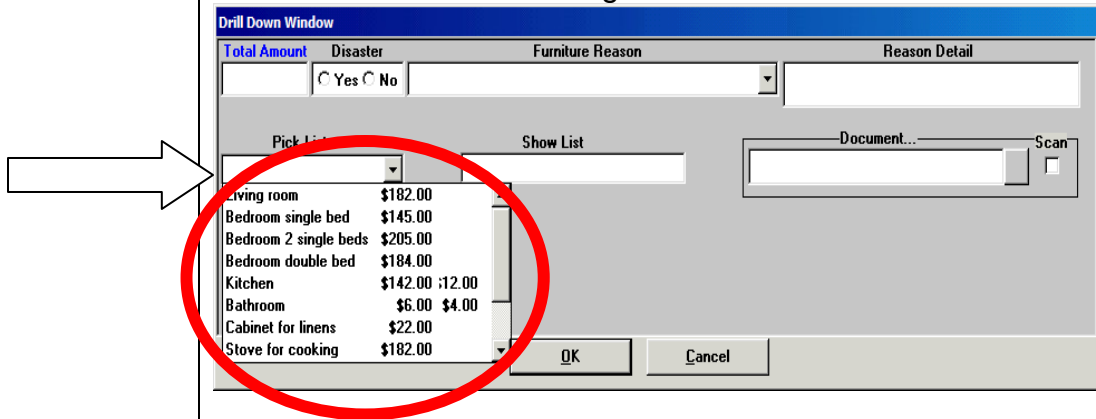 Drill Down Window
Total Amount Disaster Furniture Reason Reason Detail
Yes No
Pick Show List Document... Scan
Living room $182.00
Bedroom single bed $145.00
Bedroom 2 single beds $205.00
Bedroom double bed $184.00
Kitchen $142.00 $12.00
Bathroom $6.00 $4.00
Cabinet for linens $22.00
Stove for cooking $182.00
OK Cancel